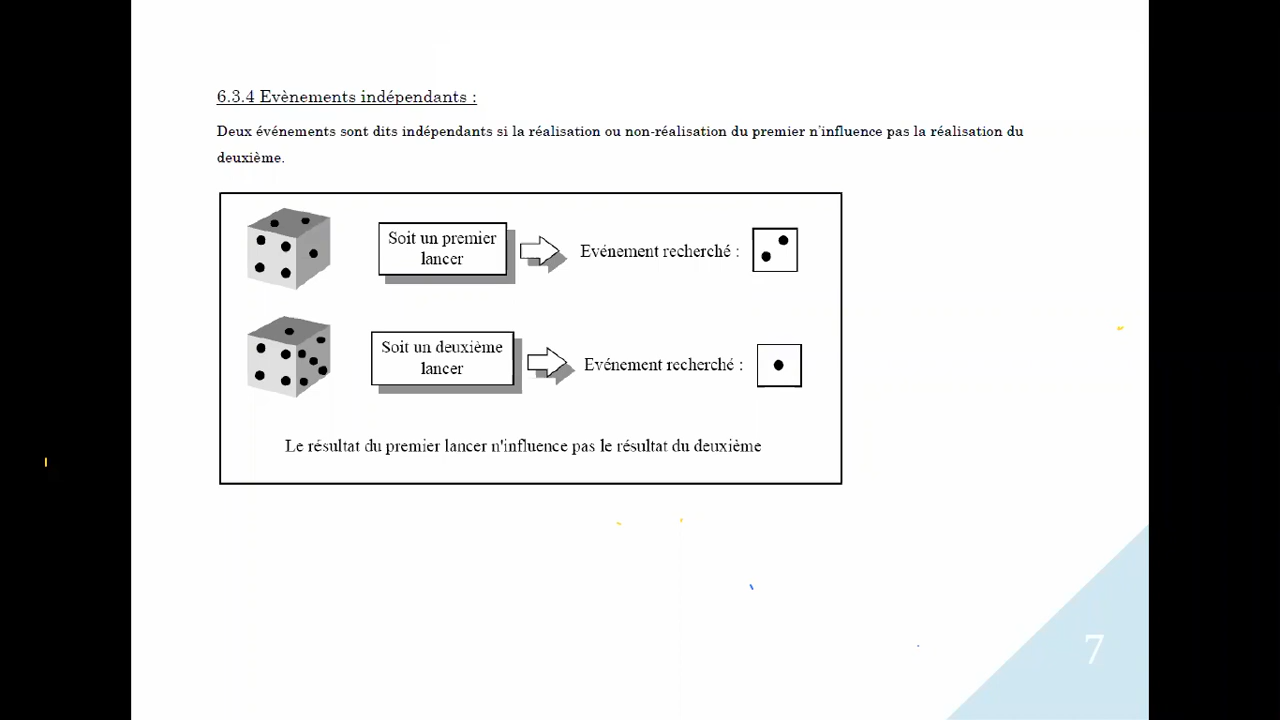 6.3.4 Evènements indépendants :
Deux événements sont dits indépendants si la réalisation ou non-réalisation du premier n'influence pas la réalisation du
deuxième.
Soit un premier
lancer
Evénement recherché :
Soit un deuxième
lancer
Evénement recherché :
Le résultat du premier lancer n'influence pas le résultat du deuxième
7